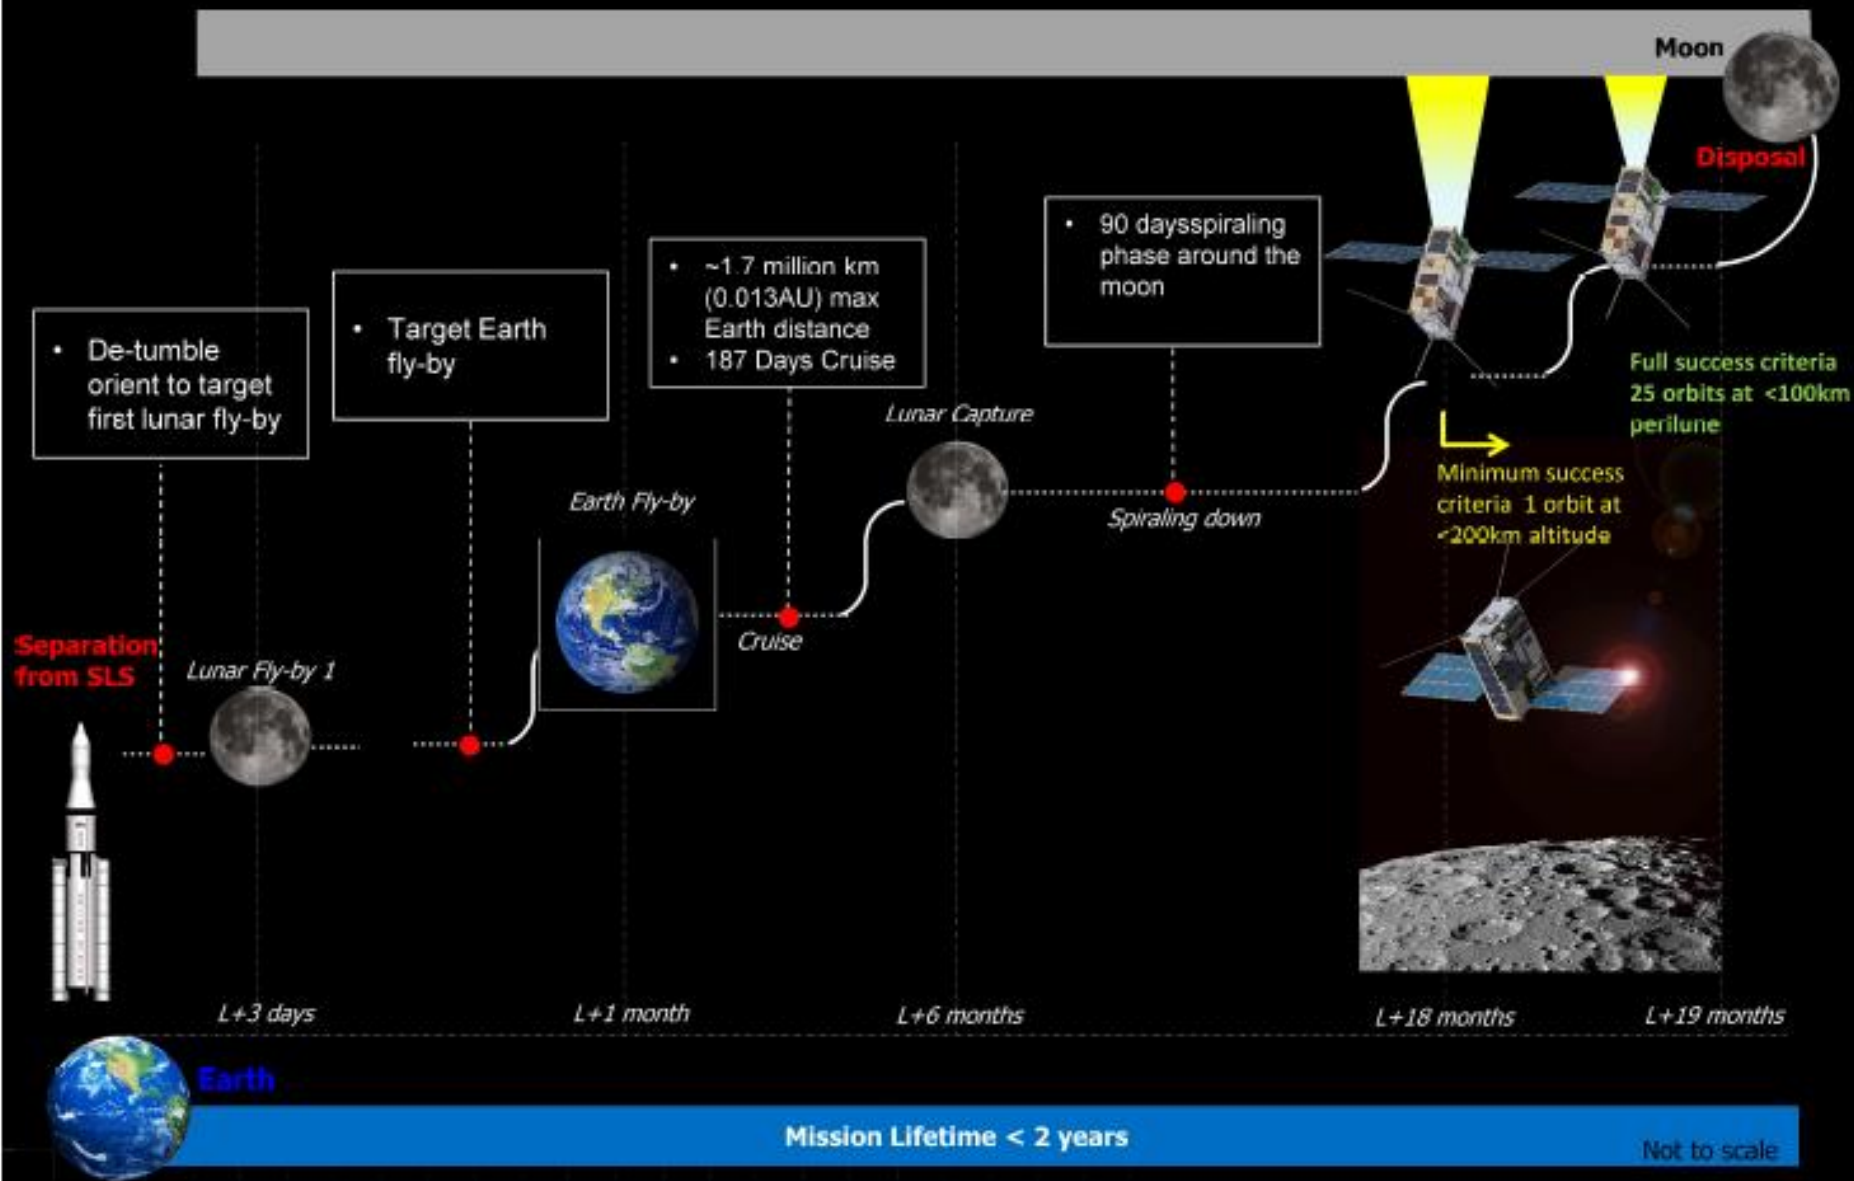 Moon
Disposal
• 90 daysspiraling
phase around the
moon
• ~1.7 million km
(0.013AU) max
Earth distance
• 187 Days Cruise
• Target Earth
fly-by
• De-tumble
orient to target
first lunar fly-by
Full success criteria
25 orbits at <100km
perilune
Lunar Capture
Minimum success
criteria 1 orbit at
<200km altitude
Earth Fly-by
Spiraling down
Cruise
Separation
from SLS
Lunar Fly-by 1
L+3 days
L+1 month
L+6 months
L+18 months
L+19 months
Earth
Mission Lifetime < 2 years
Not to scale